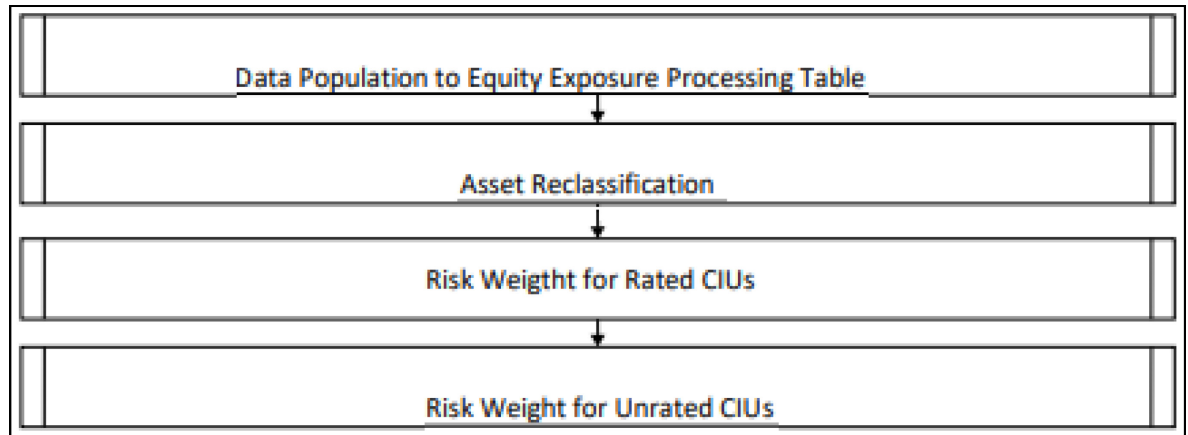 Data Population to Equity Exposure Processing Table
Asset Reclassification
Risk Weigtht for Rated CIUs
Risk Weight for Unrated CIUs